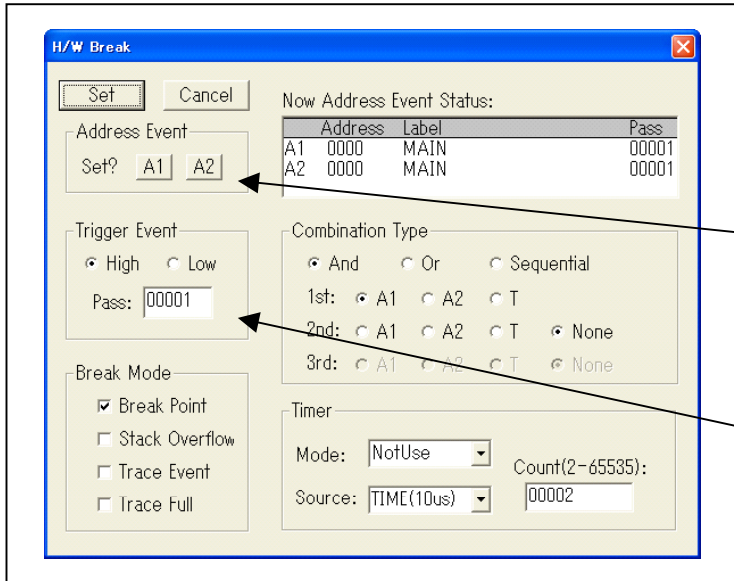 H/W Break
Set Cancel
Address Event
Set? A1 A2
Now Address Event Status:
Address Label Pass
A1 0000 MAIN 00001
A2 0000 MAIN 00001
Trigger Event
High Low
Pass: 00001
Combination Type
And Or Sequential
1st: A1 A2 T
2nd: A1 A2 T None
3rd: A1 A2 T None
Break Mode
Break Point
Stack Overflow
Trace Event
Trace Full
Timer
Mode: NotUse
Count(2-65535):
Source: TIME(10us) 00002